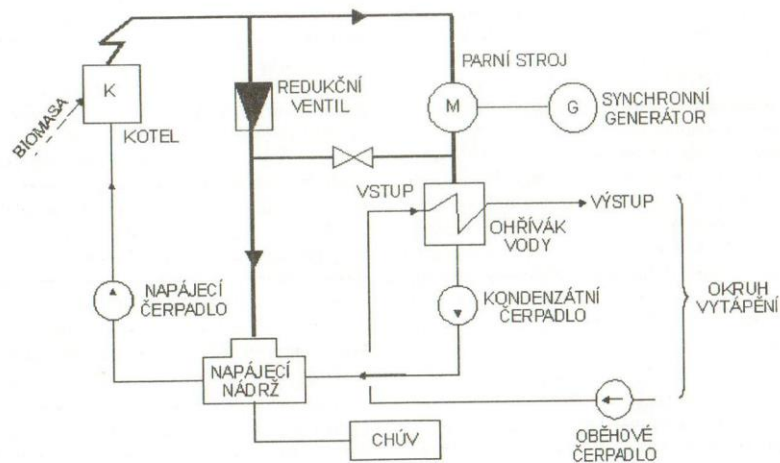 PARNÍ STROJ
K
REDUKČNÍ
VENTIL
M
G
SYNCHRONNÍ
GENERÁTOR
BIOMASA
KOTEL
VSTUP
VÝSTUP
OHŘÍVÁK
VODY
NAPÁJECÍ
ČERPADLO
KONDENZÁTNÍ
ČERPADLO
OKRUH
VYTÁPĚNÍ
NAPÁJECÍ
NÁDRŽ
CHÚV
OBĚHOVÉ
ČERPADLO